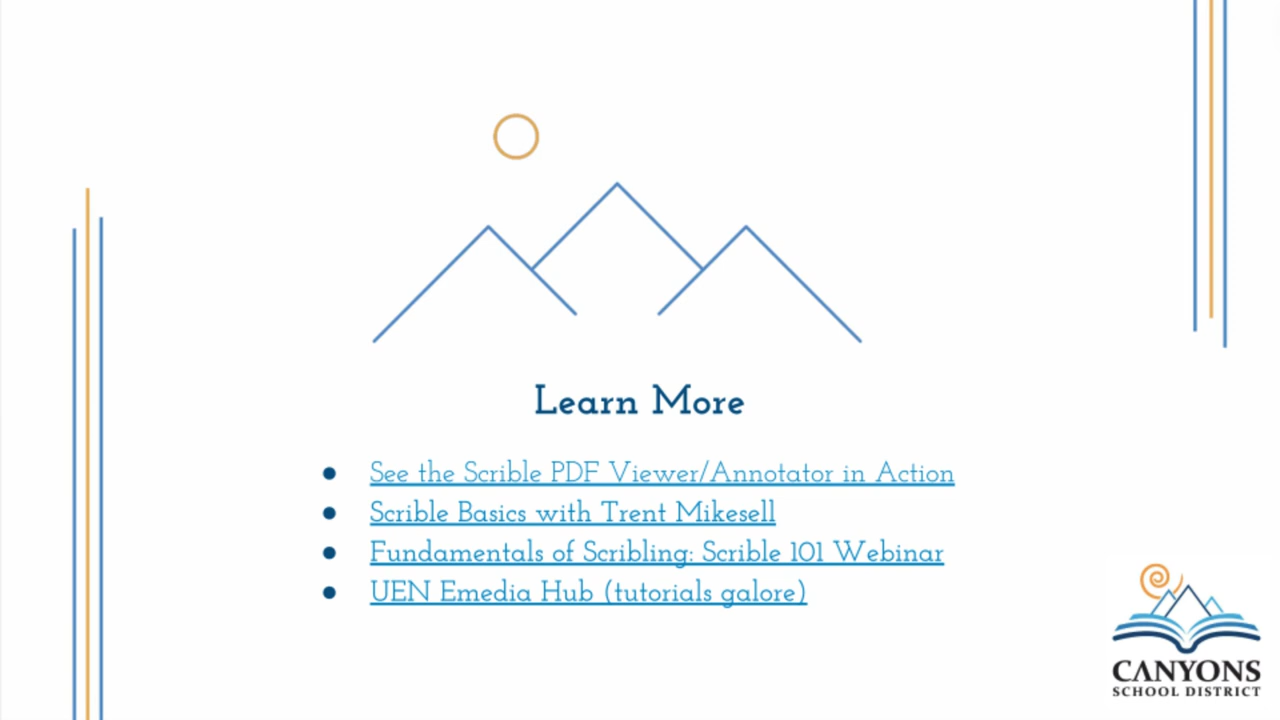 Learn More
● See the Scrible PDF Viewer/Annotator in Action
● Scrible Basics with Trent Mikesell
● Fundamentals of Scribling: Scrible 101 Webinar
● UEN Emedia Hub (tutorials galore)
CANYONS
SCHOOL DISTRICT